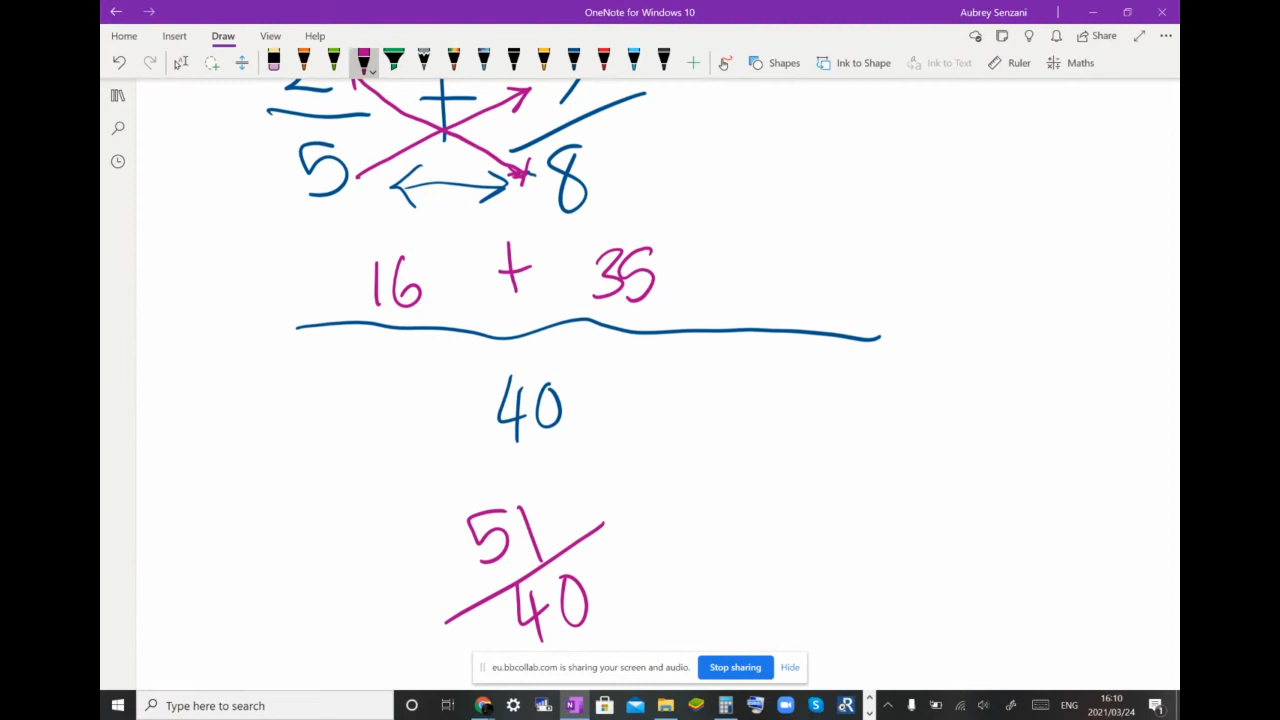 OneNote for Windows 10
Aubrey Senzani
Home Insert Draw View Help
Share
Shapes Ink to Shape Ink to Text Ruler Maths
2 + 7
5 8
16 + 35
40
51
40
eu.bbcollab.com is sharing your screen and audio. Stop sharing Hide
Type here to search
ENG
16:10
2021/03/24